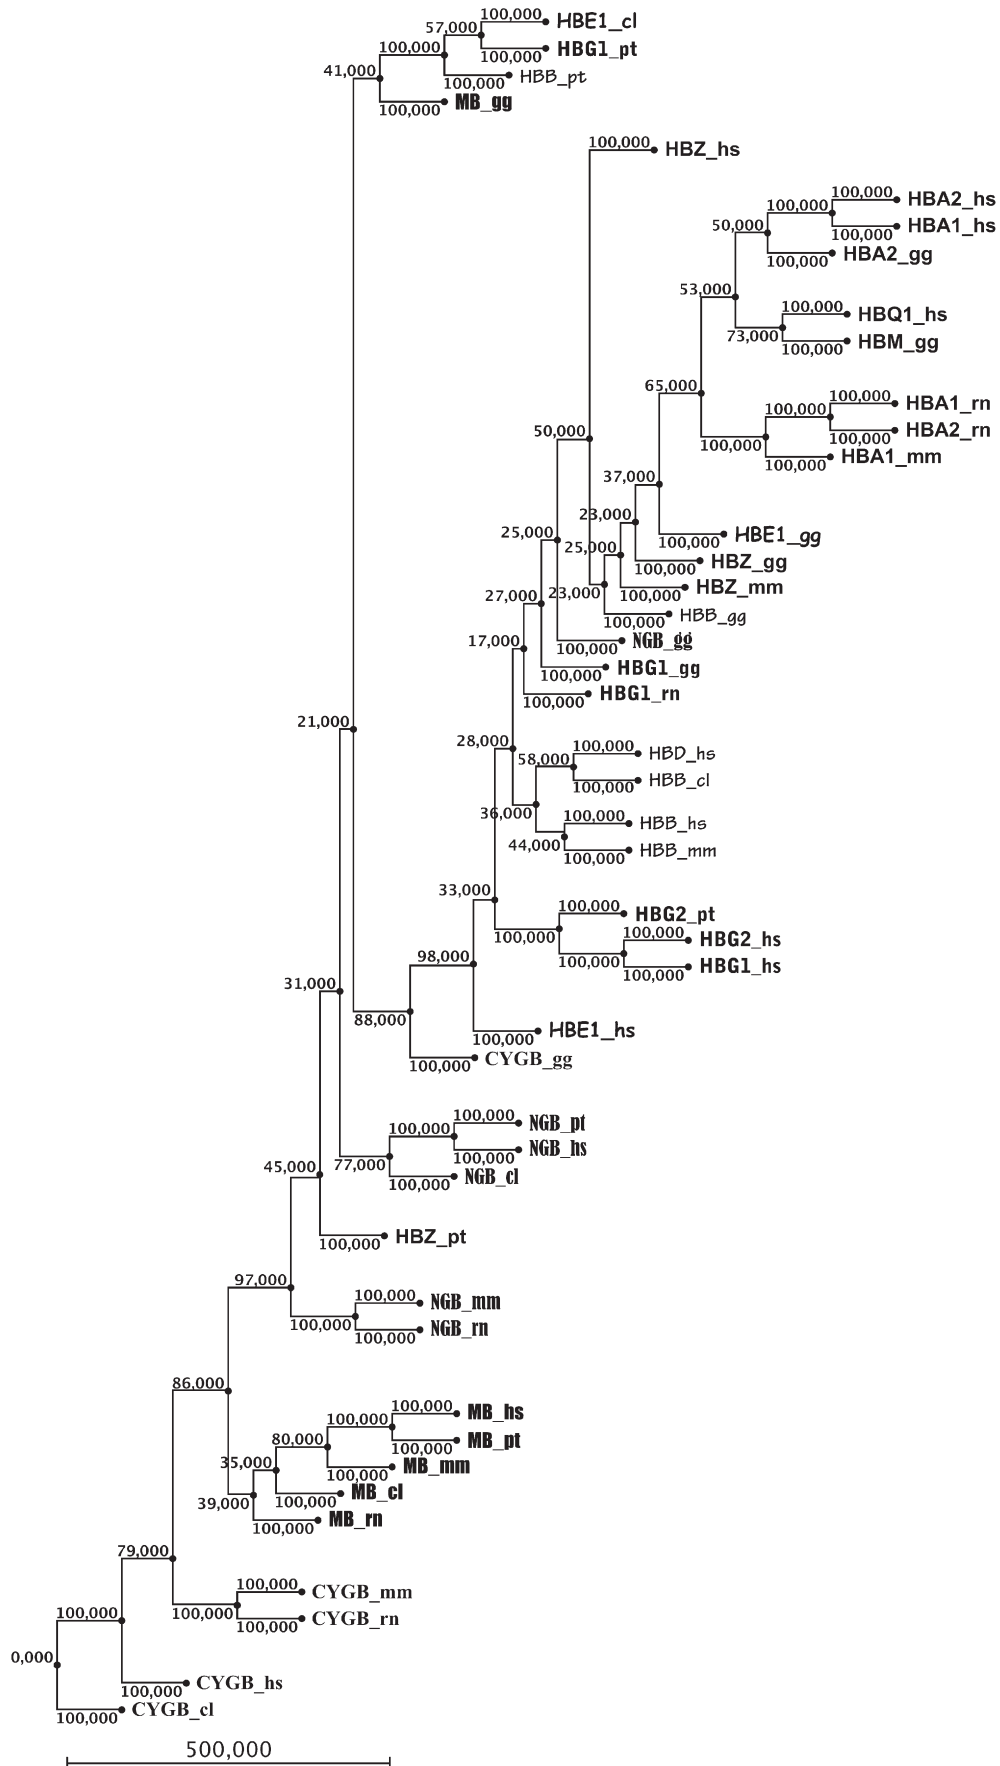 100,000 HBE1_cl
57,000
100,000
100,000 HBG1_pt
41,000
100,000 HBB_pt
100,000 MB_gg
100,000 HBZ_hs
100,000 HBA2_hs
100,000
50,000
100,000 HBA1_hs
100,000 HBA2_gg
53,000
100,000 HBQ1_hs
73,000
100,000 HBM_gg
65,000
100,000 HBA1_rn
100,000
100,000 HBA2_rn
50,000
100,000
100,000 HBA1_mm
37,000
23,000
100,000 HBE1_gg
25,000
25,000
100,000 HBZ_gg
27,000
23,000
100,000 HBZ_mm
100,000 HBB_gg
17,000
100,000 NGB_gg
100,000 HBG1_gg
100,000 HBG1_rn
21,000
28,000
100,000 HBD_hs
58,000
100,000 HBB_cl
36,000
100,000 HBB_hs
44,000
100,000 HBB_mm
33,000
100,000 HBG2_pt
100,000
100,000 HBG2_hs
98,000
100,000
100,000 HBG1_hs
31,000
88,000
100,000 HBE1_hs
100,000 CYGB_gg
100,000 NGB_pt
100,000
100,000 NGB_hs
45,000
77,000
100,000 NGB_cl
100,000 HBZ_pt
97,000
100,000 NGB_mm
100,000
100,000 NGB_rn
86,000
100,000 MB_hs
100,000
80,000
100,000 MB_pt
35,000
100,000 MB_mm
39,000
100,000 MB_cl
100,000 MB_rn
79,000
100,000 CYGB_mm
100,000
100,000 CYGB_rn
100,000
0,000
100,000 CYGB_hs
100,000 CYGB_cl
500,000